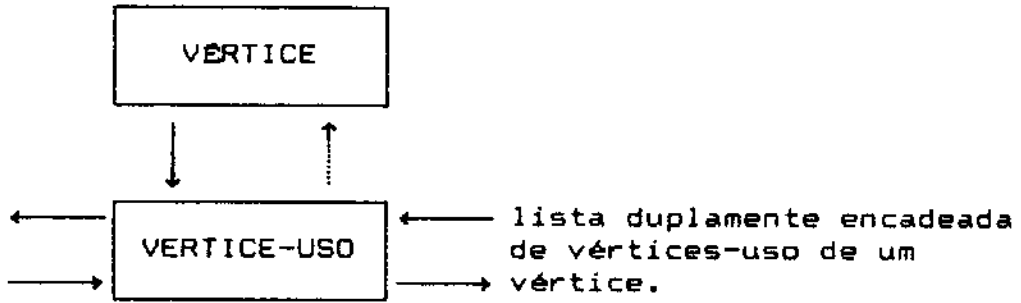 VÉRTICE
VERTICE-USO
lista duplamente encadeada
de vértices-uso de um
vértice.